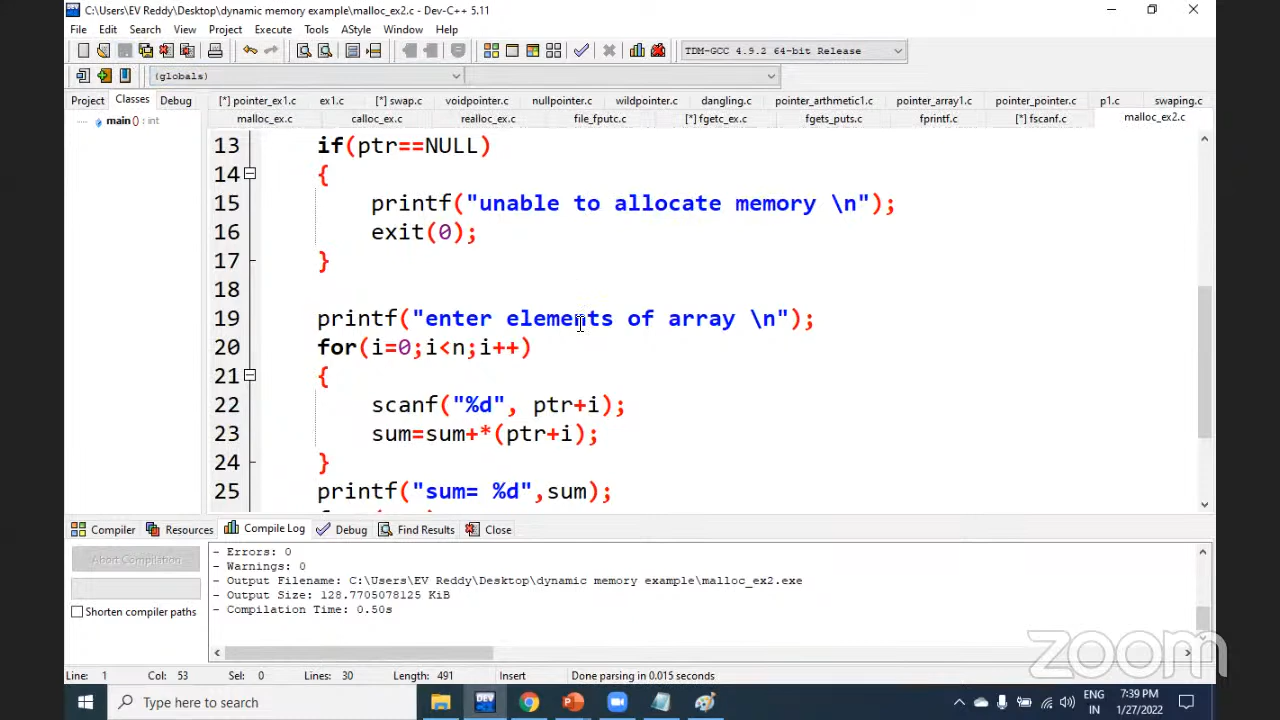 C:\Users\EV Reddy\Desktop\dynamic memory example\malloc_ex2.c - Dev-C++ 5.11
File Edit Search View Project Execute Tools AStyle Window Help
TDM-GCC 4.9.2 64-bit Release
(globals)
Project Classes Debug
[*] pointer_ex1.c ex1.c [*] swap.c voidpointer.c nullpointer.c wildpointer.c dangling.c pointer_arthmetic1.c pointer_array1.c pointer_pointer.c p1.c swaping.c
malloc_ex.c calloc_ex.c realloc_ex.c file_fputc.c [*] fgetc_ex.c fgets_puts.c fprintf.c [*] fscanf.c malloc_ex2.c
main () : int
13 if(ptr==NULL)
14 {
15 printf("unable to allocate memory \n");
16 exit(0);
17 }
18
19 printf("enter elements of array \n");
20 for(i=0;i<n;i++)
21 {
22 scanf("%d", ptr+i);
23 sum=sum+*(ptr+i);
24 }
25 printf("sum= %d",sum);
Compiler Resources Compile Log Debug Find Results Close
Abort Compilation
Shorten compiler paths
- Errors: 0
- Warnings: 0
- Output Filename: C:\Users\EV Reddy\Desktop\dynamic memory example\malloc_ex2.exe
- Output Size: 128.7705078125 KiB
- Compilation Time: 0.50s
zoom
Line: 1 Col: 53 Sel: 0 Lines: 30 Length: 491 Insert Done parsing in 0.015 seconds
DEV
Type here to search
ENG
IN
7:39 PM
1/27/2022